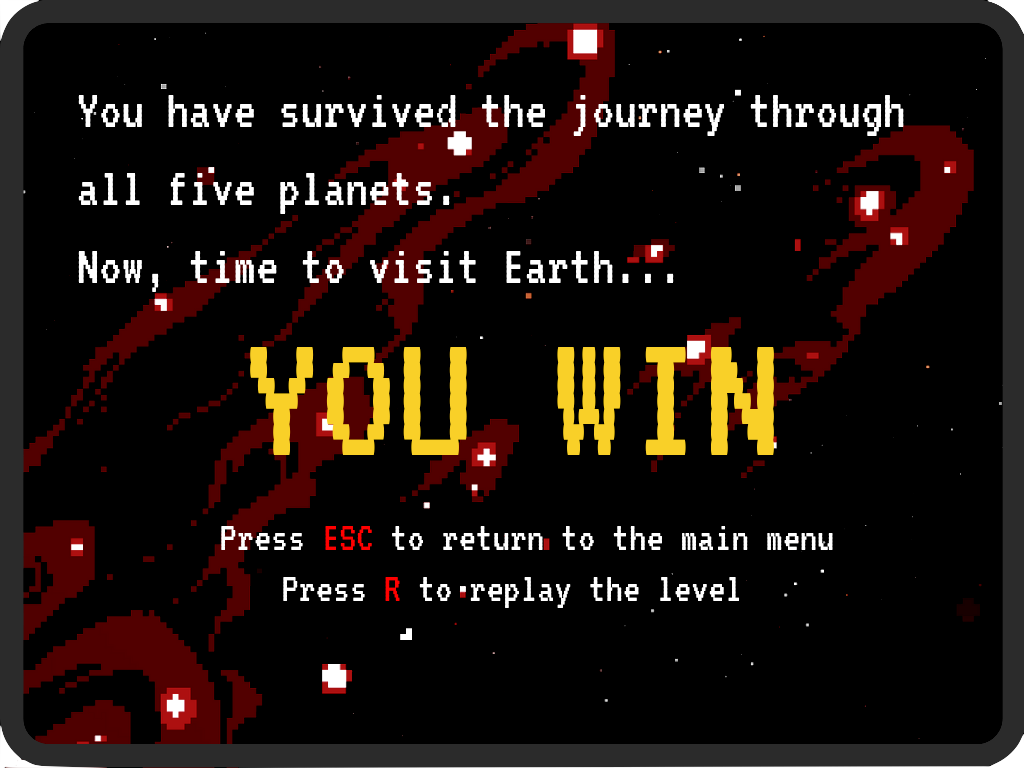 You have survived the journey through
all five planets.
Now, time to visit Earth...
YOU WIN
Press ESC to return to the main menu
Press R to replay the level